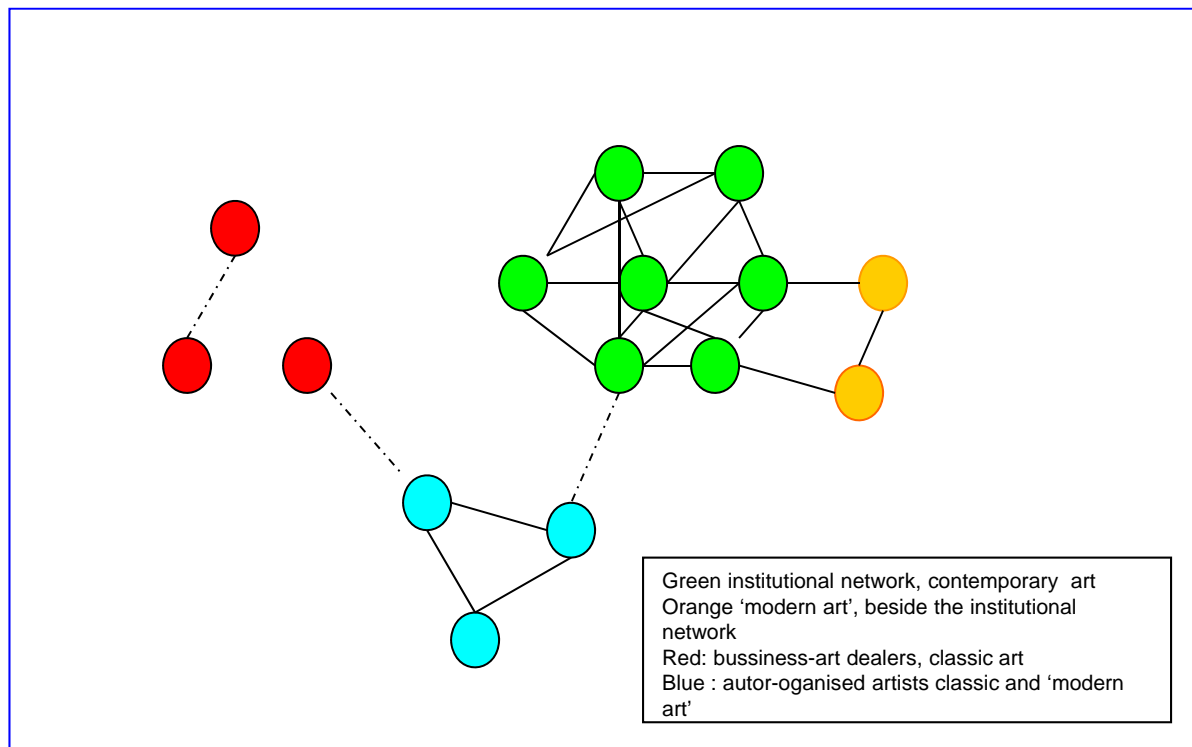 Green institutional network, contemporary  art
Orange ‘modern art’, beside the institutional
network
Red: bussiness-art dealers, classic art
Blue : autor-oganised artists classic and ‘modern
art’